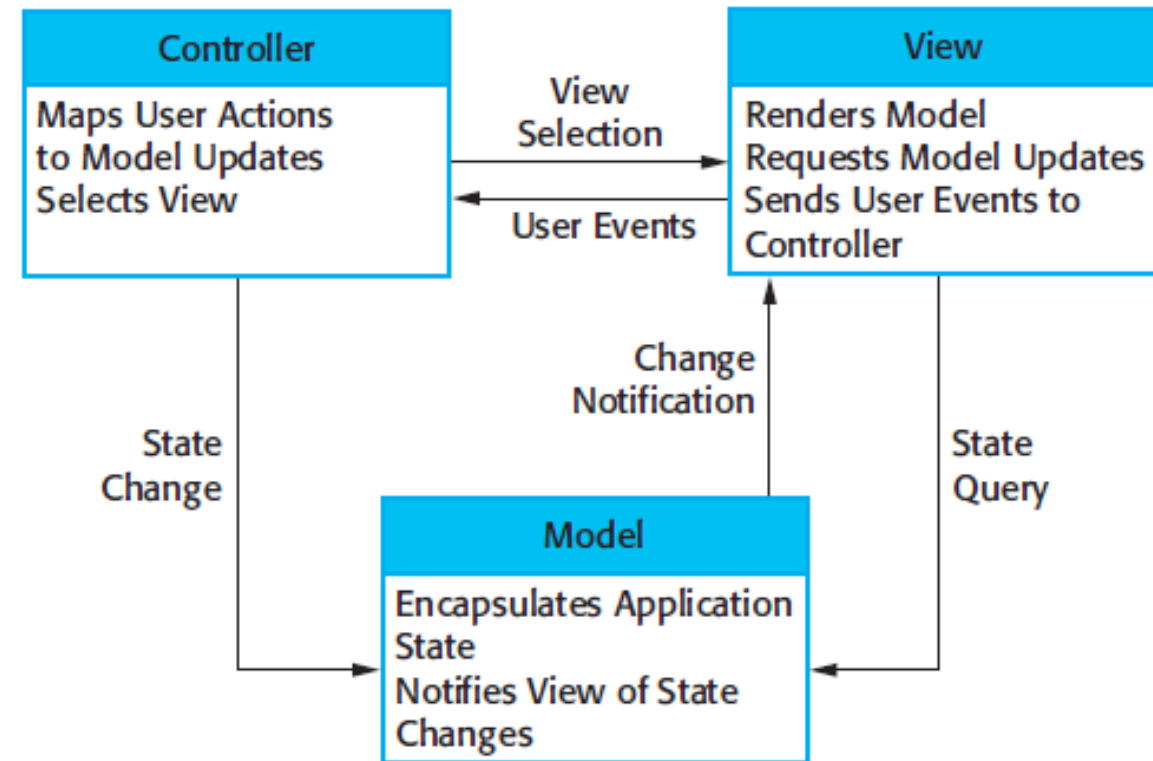 Controller
Maps User Actions
to Model Updates
Selects View
View
Selection
User Events
View
Renders Model
Requests Model Updates
Sends User Events to
Controller
Change
Notification
State
Change
State
Query
Model
Encapsulates Application
State
Notifies View of State
Changes